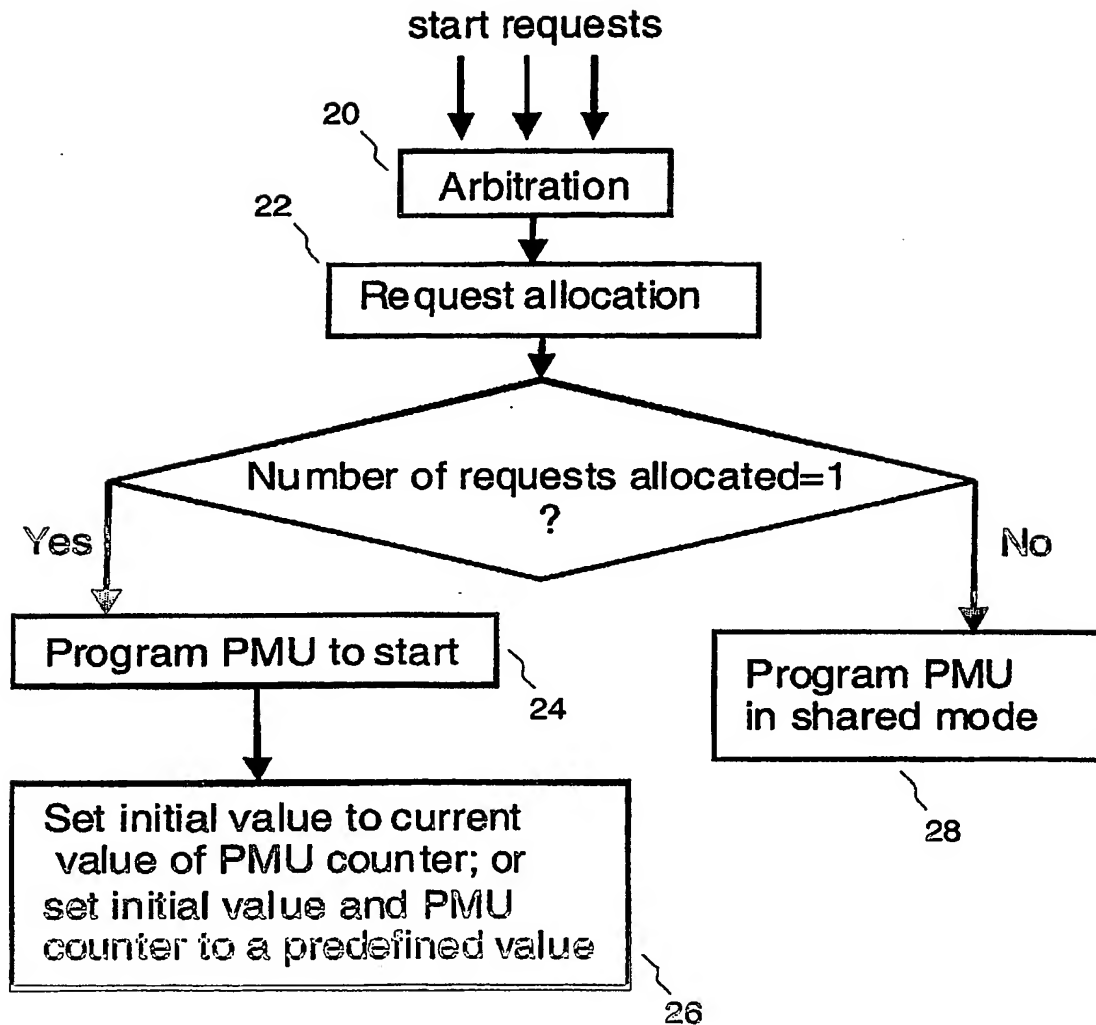 start requests
20
Arbitration
22
Request allocation
Number of requests allocated=1
?
Yes
No
Program PMU to start
24
Program PMU
in shared mode
28
Set initial value to current
value of PMU counter; or
set initial value and PMU
counter to a predefined value
26